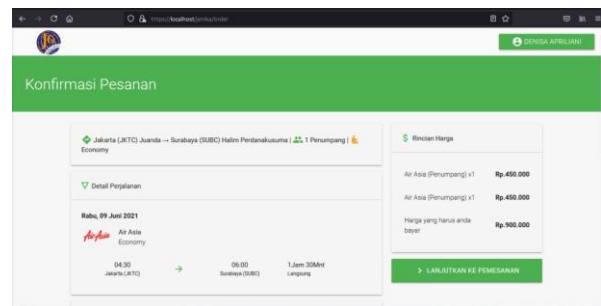 https://localhost/jenika/order
DENISA APRILIANI
Konfirmasi Pesanan
Jakarta (JKTC) Juanda → Surabaya (SUBC) Halim Perdanakusuma | 1 Penumpang |
Economy
Detail Perjalanan
Rabu, 09 Juni 2021
AirAsia
Air Asia
Economy
04:30
Jakarta (JKTC)
→
06:00
Surabaya (SUBC)
1Jam 30Mnt
Langsung
$ Rincian Harga
Air Asia (Penumpang) x1 Rp.450.000
Air Asia (Penumpang) x1 Rp.450.000
Harga yang harus anda
bayar Rp.900.000
> LANJUTKAN KE PEMESANAN